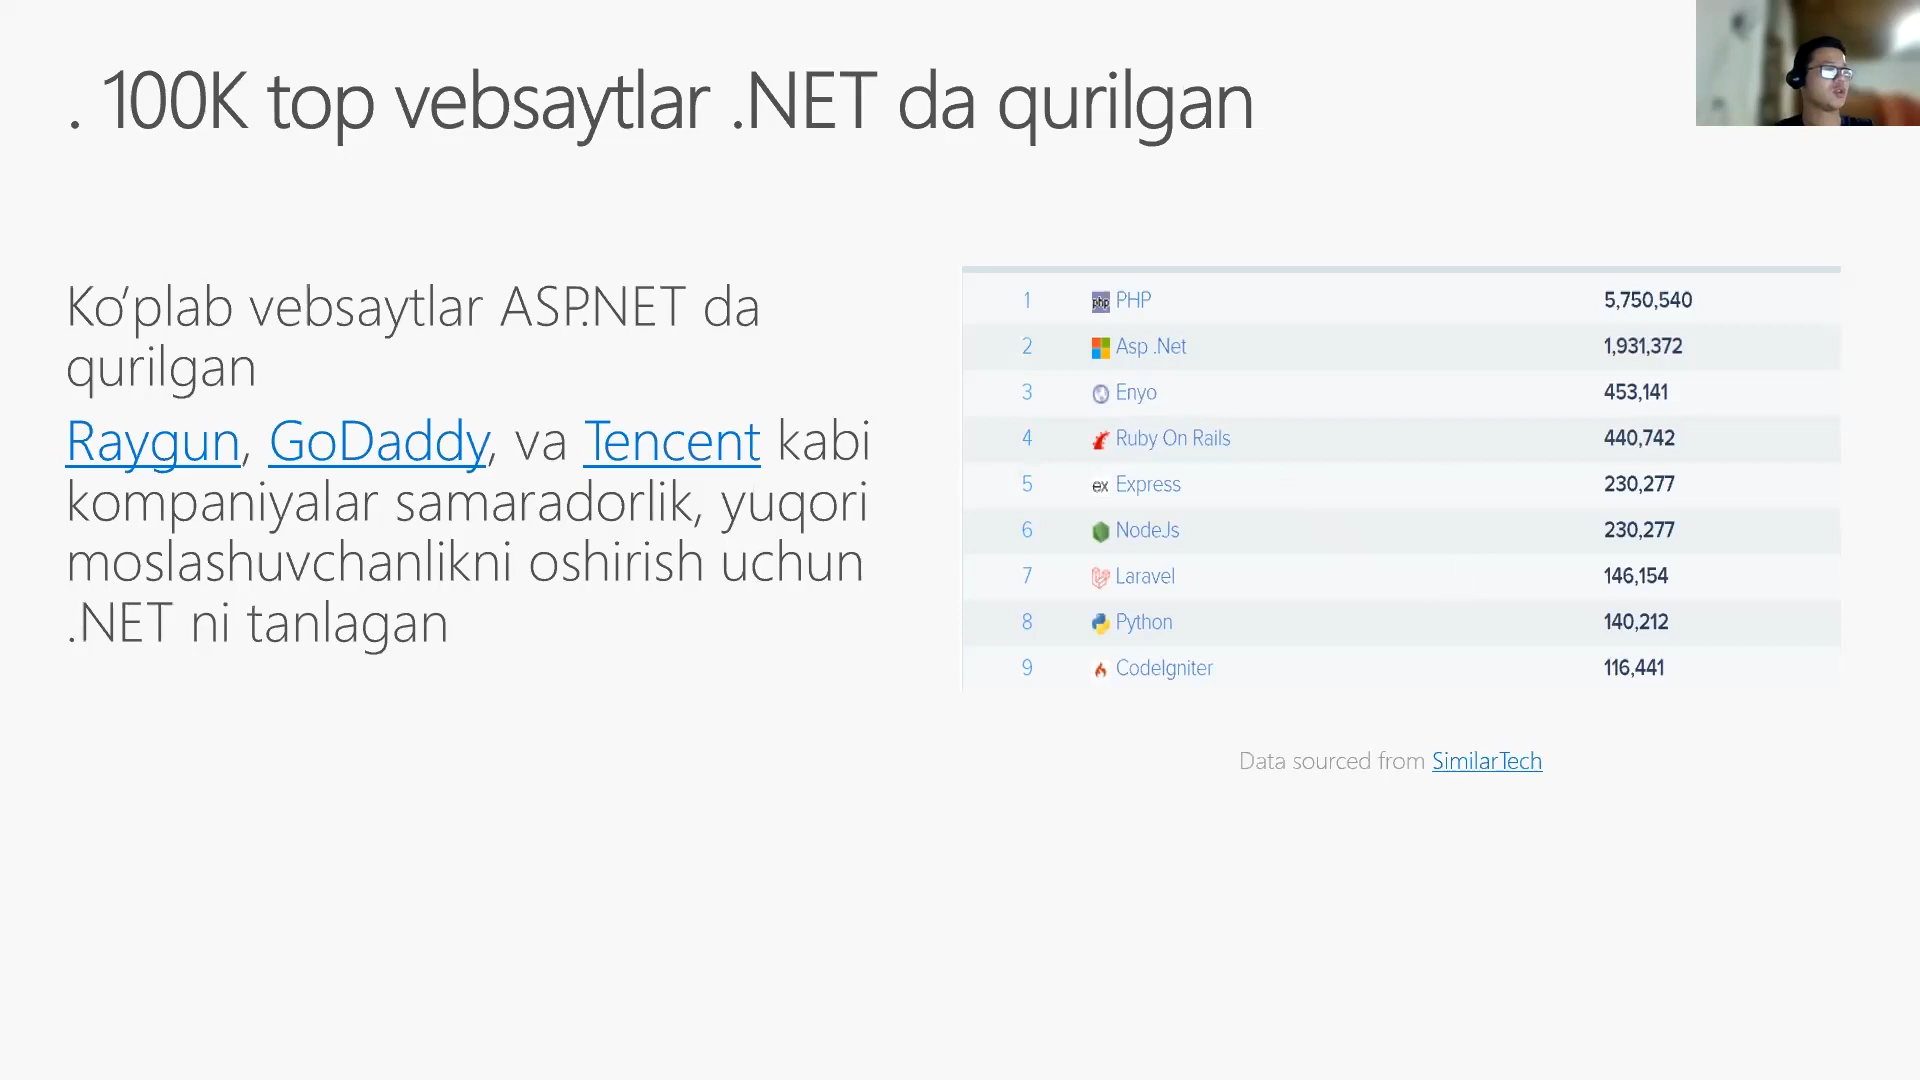 . 100K top vebsaytlar .NET da qurilgan
Ko‘plab vebsaytlar ASP.NET da
qurilgan
Raygun, GoDaddy, va Tencent kabi
kompaniyalar samaradorlik, yuqori
moslashuvchanlikni oshirish uchun
.NET ni tanlagan
1 php PHP 5,750,540
2 Asp .Net 1,931,372
3 Enyo 453,141
4 Ruby On Rails 440,742
5 ex Express 230,277
6 NodeJs 230,277
7 Laravel 146,154
8 Python 140,212
9 CodeIgniter 116,441
Data sourced from SimilarTech